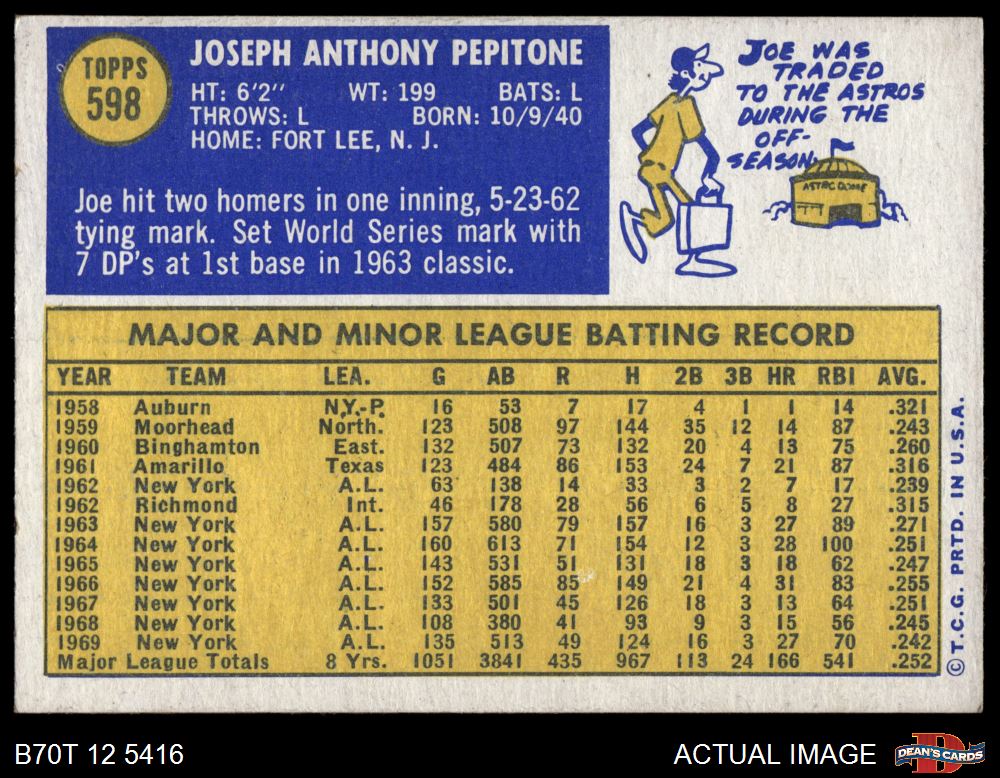 TOPPS
598
JOSEPH ANTHONY PEPITONE
HT: 6'2" WT: 199 BATS: L
THROWS: L BORN: 10/9/40
HOME: FORT LEE, N. J.
Joe hit two homers in one inning, 5-23-62
tying mark. Set World Series mark with
7 DP's at 1st base in 1963 classic.
JOE WAS
TRADED
TO THE ASTROS
DURING THE
OFF-
SEASON
ASTRODOME
MAJOR AND MINOR LEAGUE BATTING RECORD
YEAR TEAM LEA. G AB R H 2B 3B HR RBI AVG.
1958 Auburn N.Y.-P. 16 53 7 17 4 1 1 14 .321
1959 Moorhead North. 123 508 97 144 35 12 14 87 .243
1960 Binghamton East. 132 507 73 132 20 4 13 75 .260
1961 Amarillo Texas 123 484 86 153 24 7 21 87 .316
1962 New York A.L. 63 138 14 33 3 2 7 17 .239
1962 Richmond Int. 46 178 28 56 6 5 8 27 .315
1963 New York A.L. 157 580 79 157 16 3 27 89 .271
1964 New York A.L. 160 613 71 154 12 3 28 100 .251
1965 New York A.L. 143 531 51 131 18 3 18 62 .247
1966 New York A.L. 152 585 85 149 21 4 31 83 .255
1967 New York A.L. 133 501 45 126 18 3 13 64 .251
1968 New York A.L. 108 380 41 93 9 3 15 56 .245
1969 New York A.L. 135 513 49 124 16 3 27 70 .242
Major League Totals 8 Yrs. 1051 3841 435 967 113 24 166 541 .252
© T.C.G. PRTD. IN U.S.A.
B70T 12 5416
ACTUAL IMAGE
DEAN'S CARDS